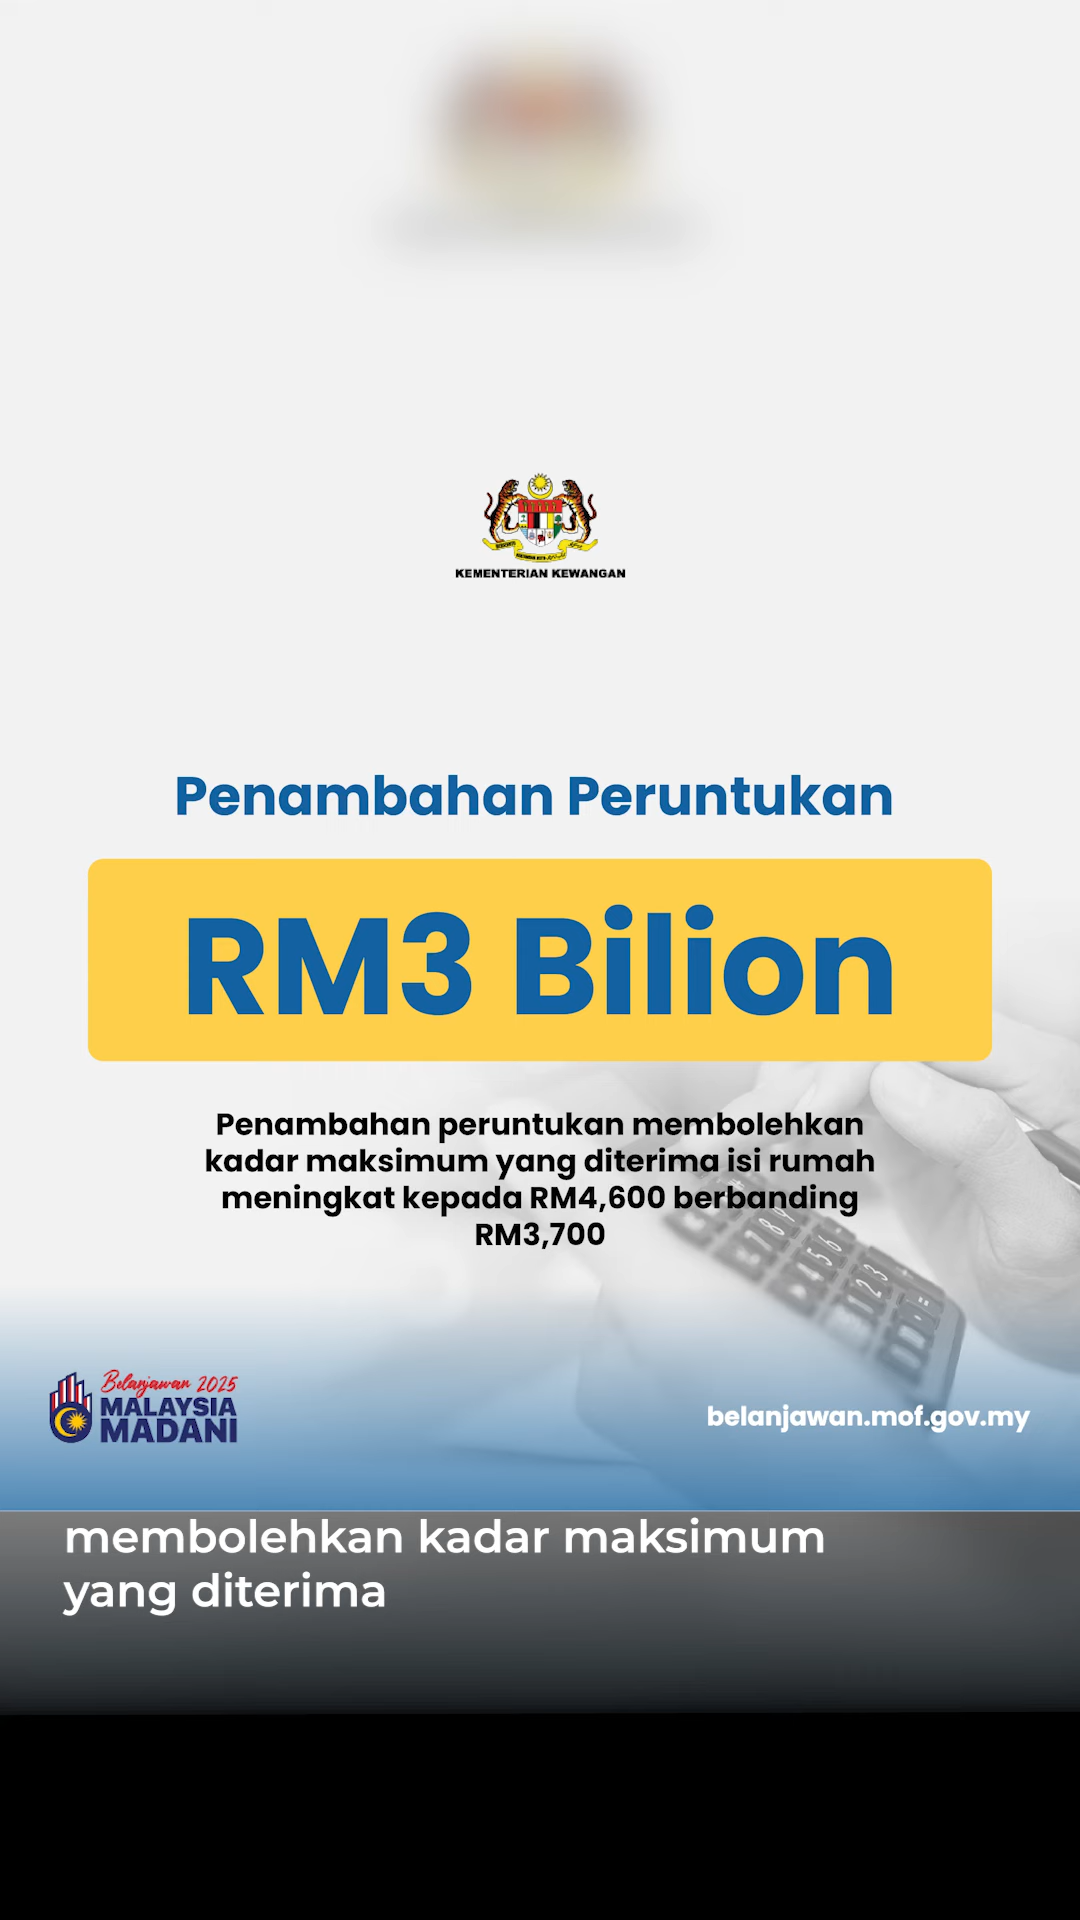 KEMENTERIAN KEWANGAN
Penambahan Peruntukan
RM3 Bilion
Penambahan peruntukan membolehkan
kadar maksimum yang diterima isi rumah
meningkat kepada RM4,600 berbanding
RM3,700
Belanjawan 2025
MALAYSIA
MADANI
belanjawan.mof.gov.my
membolehkan kadar maksimum
yang diterima